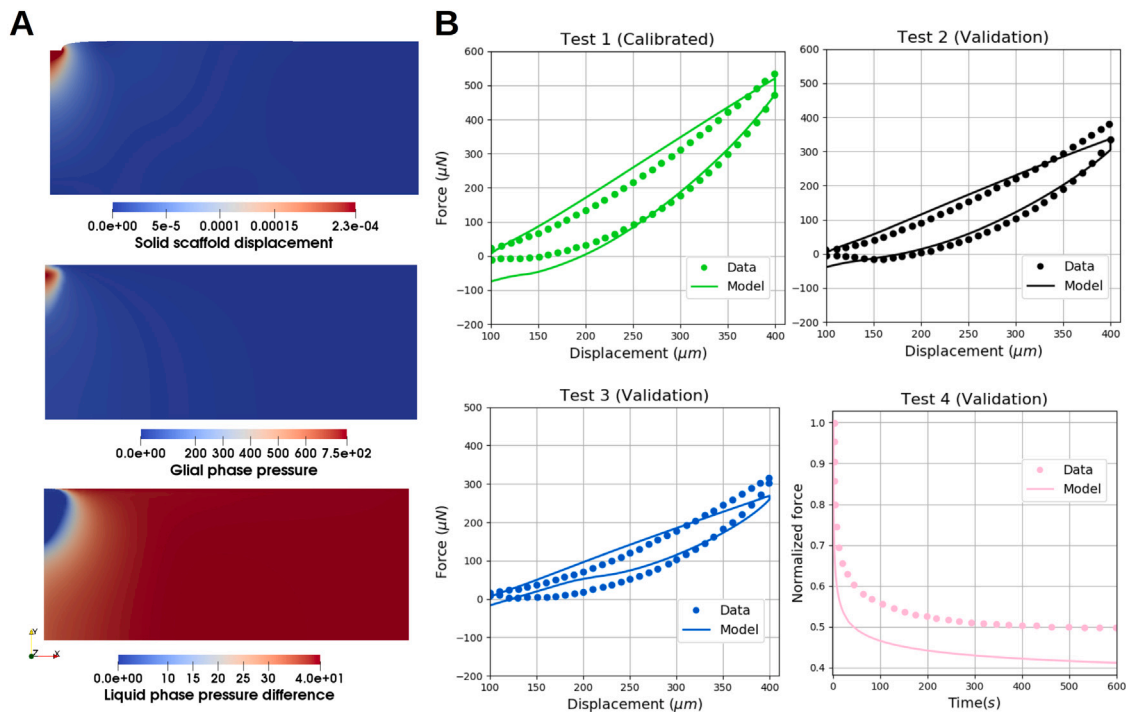 A
0.0e+00 5e-5 0.0001 0.00015 2.3e-04
Solid scaffold displacement
0.0e+00 200 300 400 500 600 7.5e+02
Glial phase pressure
Y
Z X
0.0e+00 10 15 20 25 30 4.0e+01
Liquid phase pressure difference
B
Test 1 (Calibrated)
600
500
400
300
200
100
0
−100
−200
Force (μN)
100 150 200 250 300 350 400
Displacement (μm)
Data
Model
Test 2 (Validation)
600
500
400
300
200
100
0
−100
−200
100 150 200 250 300 350 400
Displacement (μm)
Data
Model
Test 3 (Validation)
500
400
300
200
100
0
−100
−200
Force (μN)
100 150 200 250 300 350 400
Displacement (μm)
Data
Model
Test 4 (Validation)
1.0
0.9
0.8
0.7
0.6
0.5
0.4
Normalized force
0 100 200 300 400 500 600
Time(s)
Data
Model